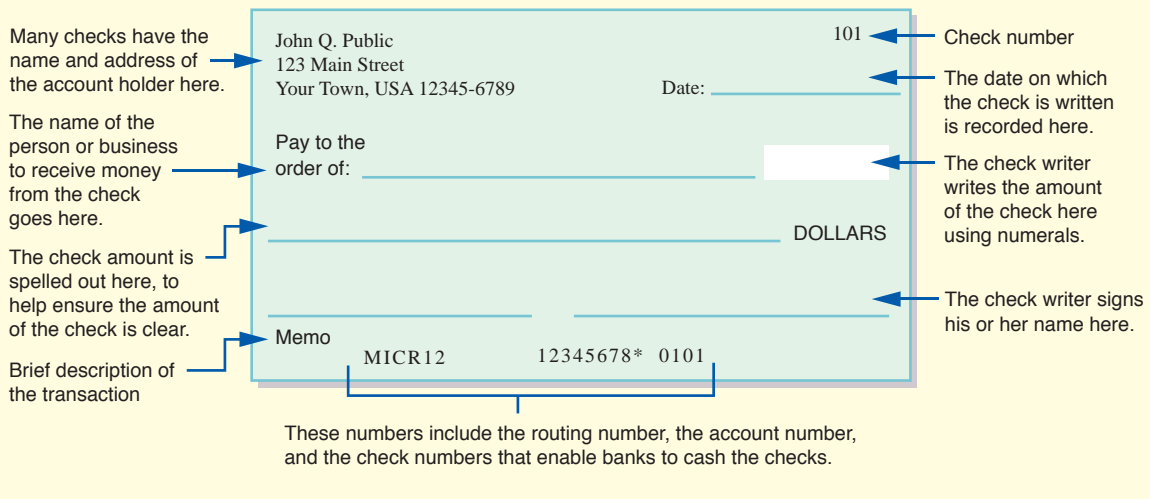 Many checks have the
name and address of
the account holder here.
The name of the
person or business
to receive money
from the check
goes here.
The check amount is
spelled out here, to
help ensure the amount
of the check is clear.
Brief description of
the transaction
John Q. Public
123 Main Street
Your Town, USA 12345-6789
101
Date:
Pay to the
order of:
DOLLARS
Memo
MICR12 12345678* 0101
Check number
The date on which
the check is written
is recorded here.
The check writer
writes the amount
of the check here
using numerals.
The check writer signs
his or her name here.
These numbers include the routing number, the account number,
and the check numbers that enable banks to cash the checks.